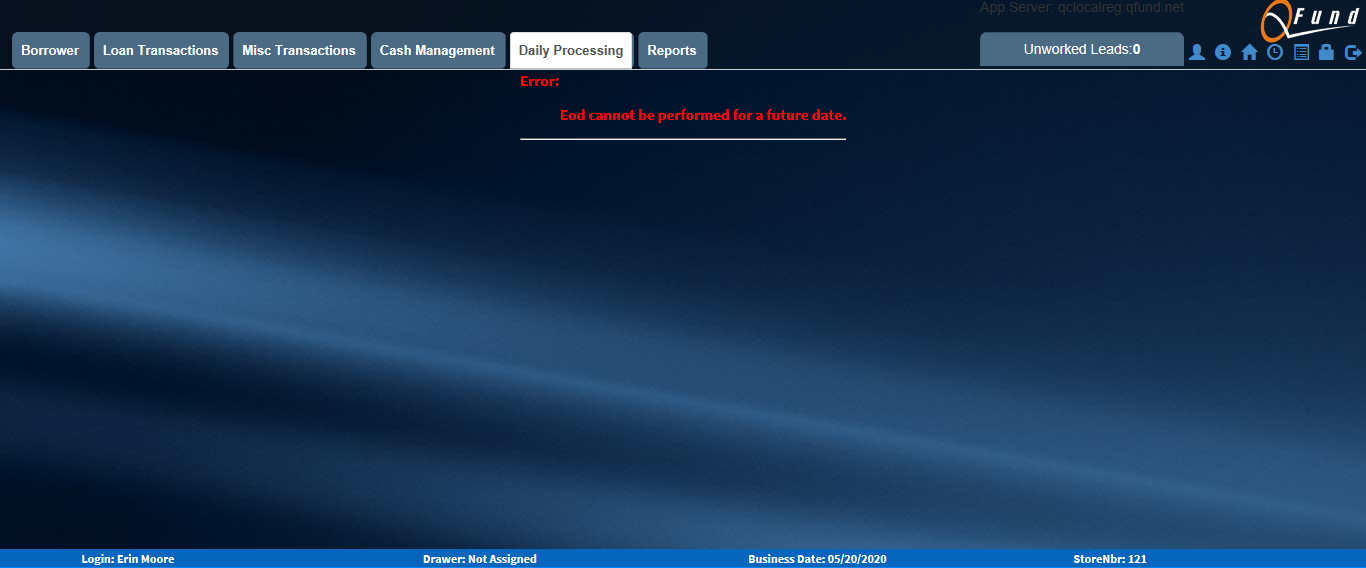 App Server: qclocalreg.qfund.net
QFund
Borrower Loan Transactions Misc Transactions Cash Management Daily Processing Reports Unworked Leads:0
Error:
Eod cannot be performed for a future date.
Login: Erin Moore Drawer: Not Assigned Business Date: 05/20/2020 StoreNbr: 121